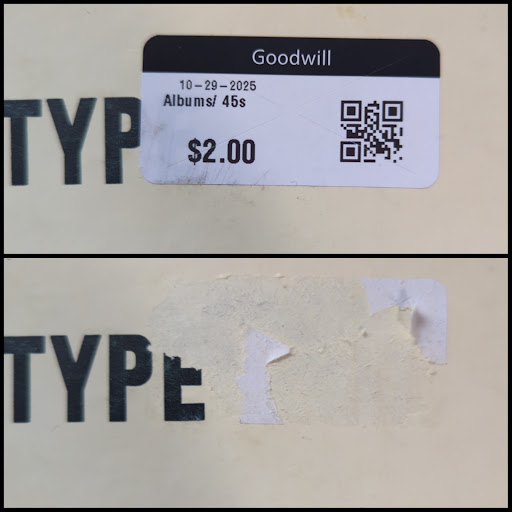 Goodwill
10-29-2025
Albums/ 45s
$2.00
TYP
TYPE